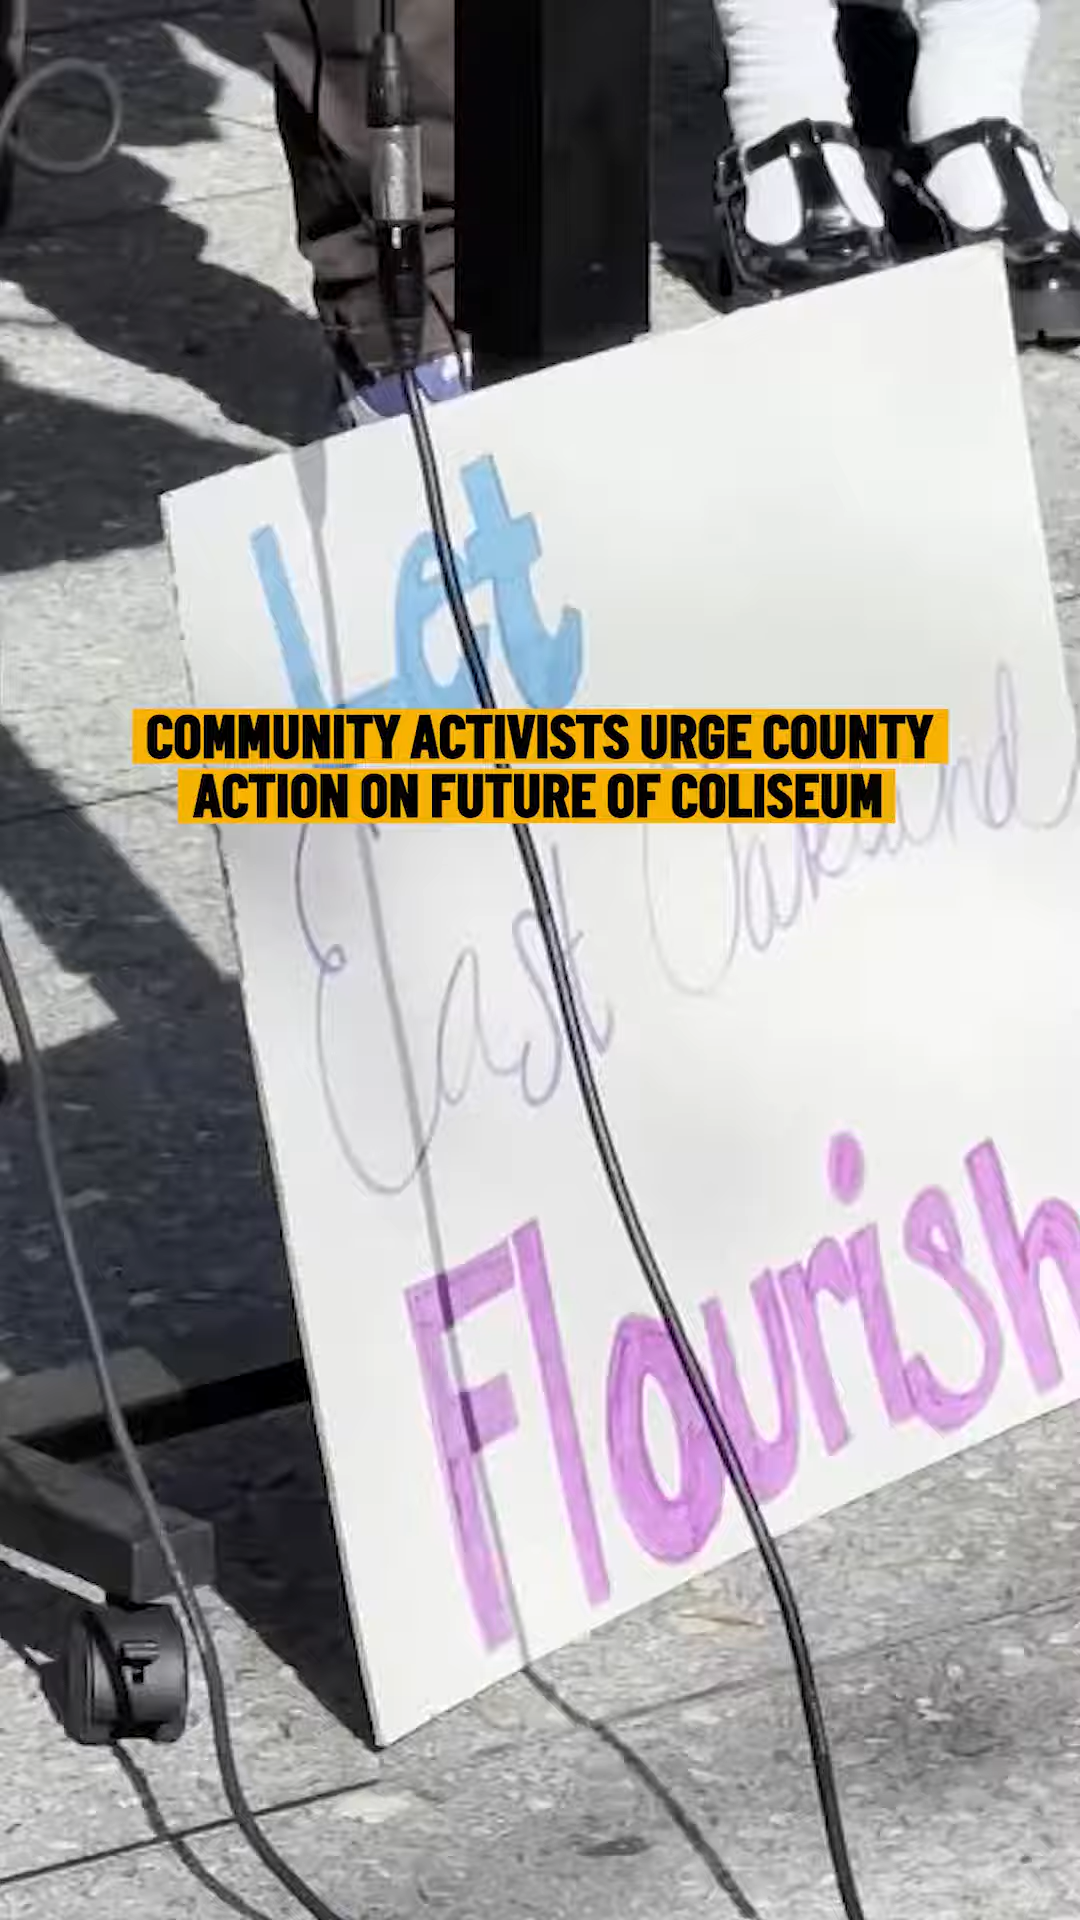 Let
COMMUNITY ACTIVISTS URGE COUNTY
ACTION ON FUTURE OF COLISEUM
East Oakland
Flourish